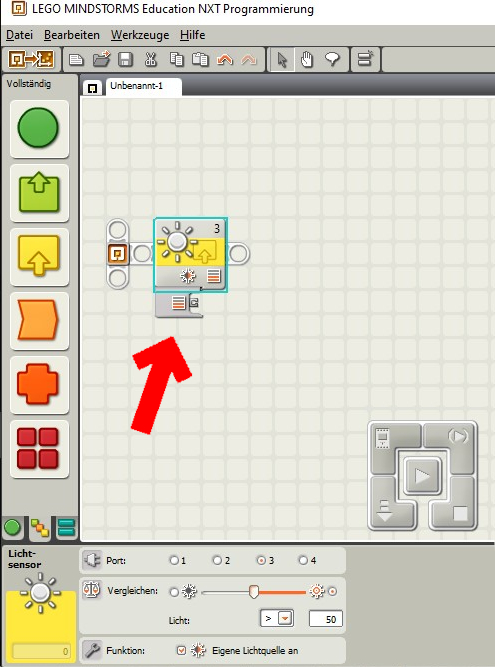 LEGO MINDSTORMS Education NXT Programmierung
Datei Bearbeiten Werkzeuge Hilfe
Vollständig
Unbenannt-1
3
Licht-
sensor
0
Port:
1
2
3
4
Vergleichen:
Licht:
>
50
Funktion:
Eigene Lichtquelle an